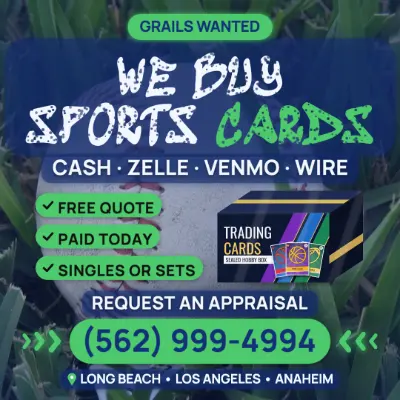 GRAILS WANTED
WE BUY
SPORTS CARDS
CASH · ZELLE · VENMO · WIRE
✓ FREE QUOTE
✓ PAID TODAY
✓ SINGLES OR SETS
TRADING
CARDS
SEALED HOBBY BOX
REQUEST AN APPRAISAL
(562) 999-4994
LONG BEACH • LOS ANGELES • ANAHEIM